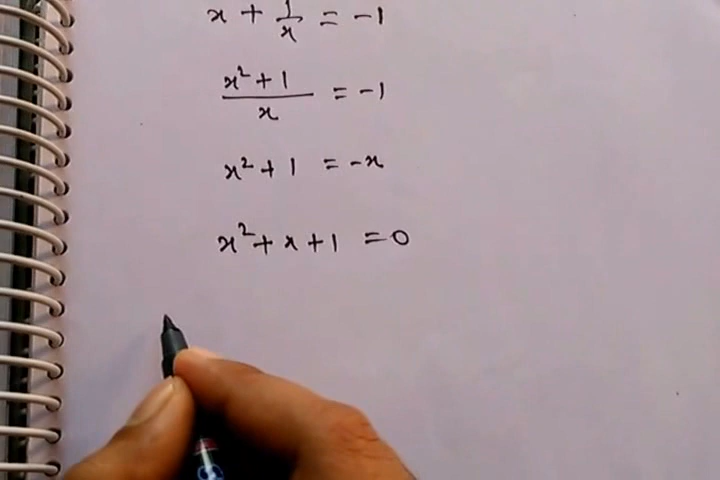 x + 1/x = -1
x² + 1 / x = -1
x² + 1 = -x
x² + x + 1 = 0